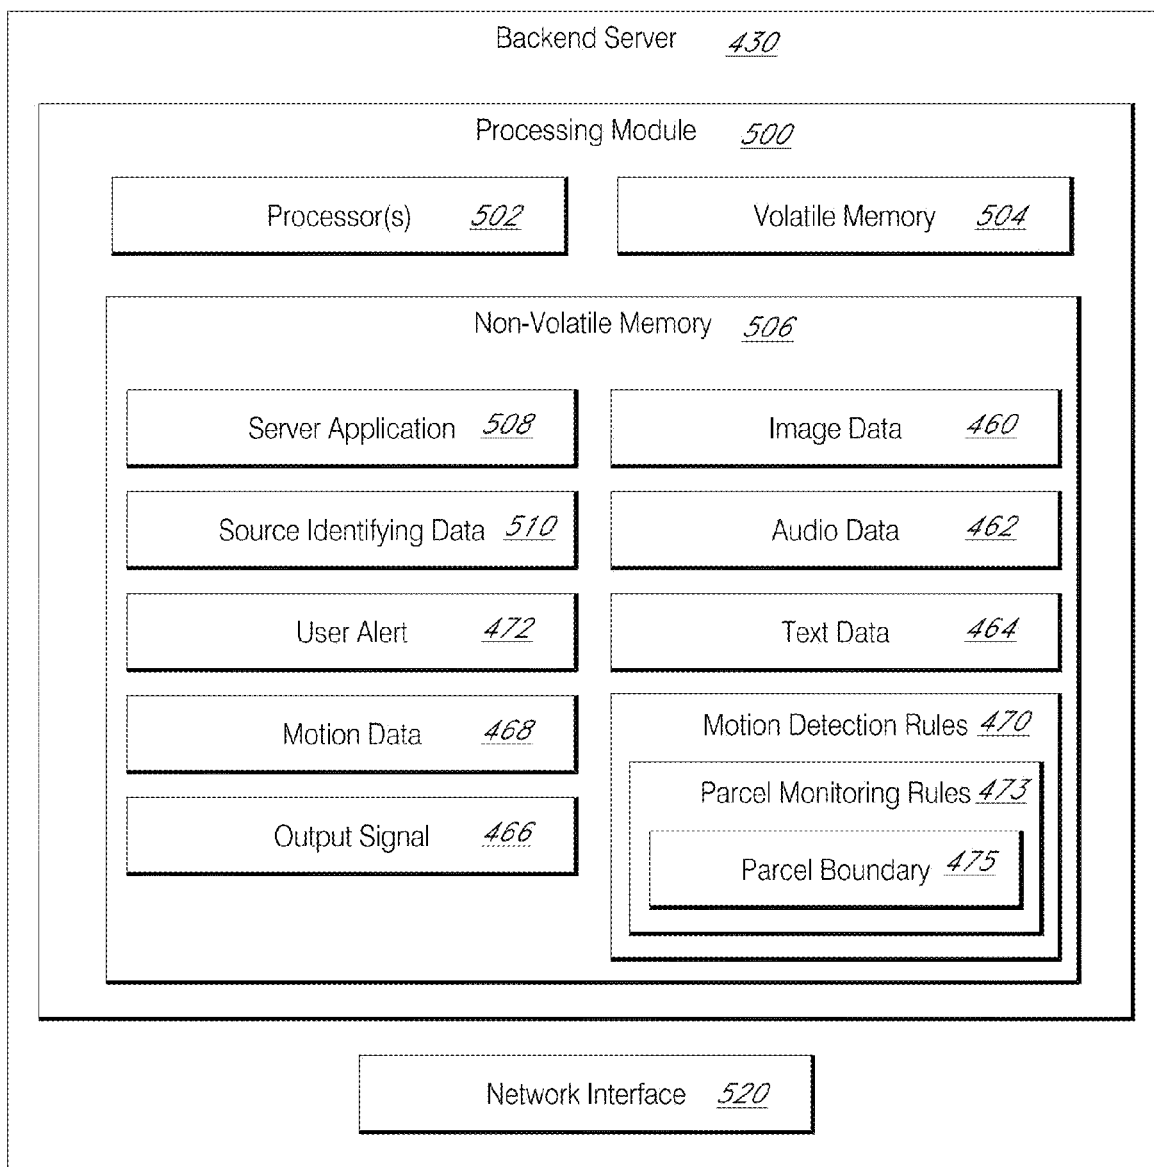 Backend Server 430
Processing Module 500
Processor(s) 502
Volatile Memory 504
Non-Volatile Memory 506
Server Application 508
Image Data 460
Source Identifying Data 510
Audio Data 462
User Alert 472
Text Data 464
Motion Data 468
Motion Detection Rules 470
Parcel Monitoring Rules 473
Output Signal 466
Parcel Boundary 475
Network Interface 520